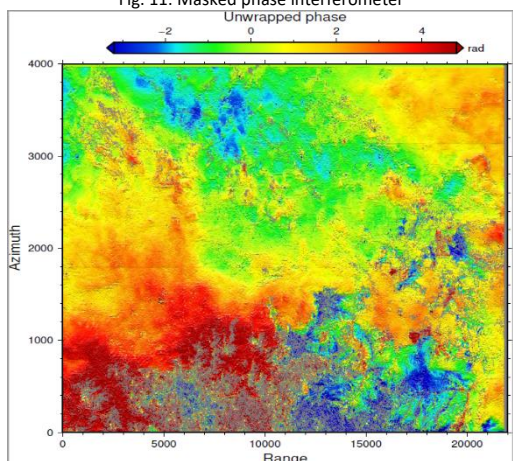 Fig. 11. Masked phase interferometer
Unwrapped phase
−2 0 2 4
rad
4000
3000
2000
1000
0
Azimuth
0 5000 10000 15000 20000
Range